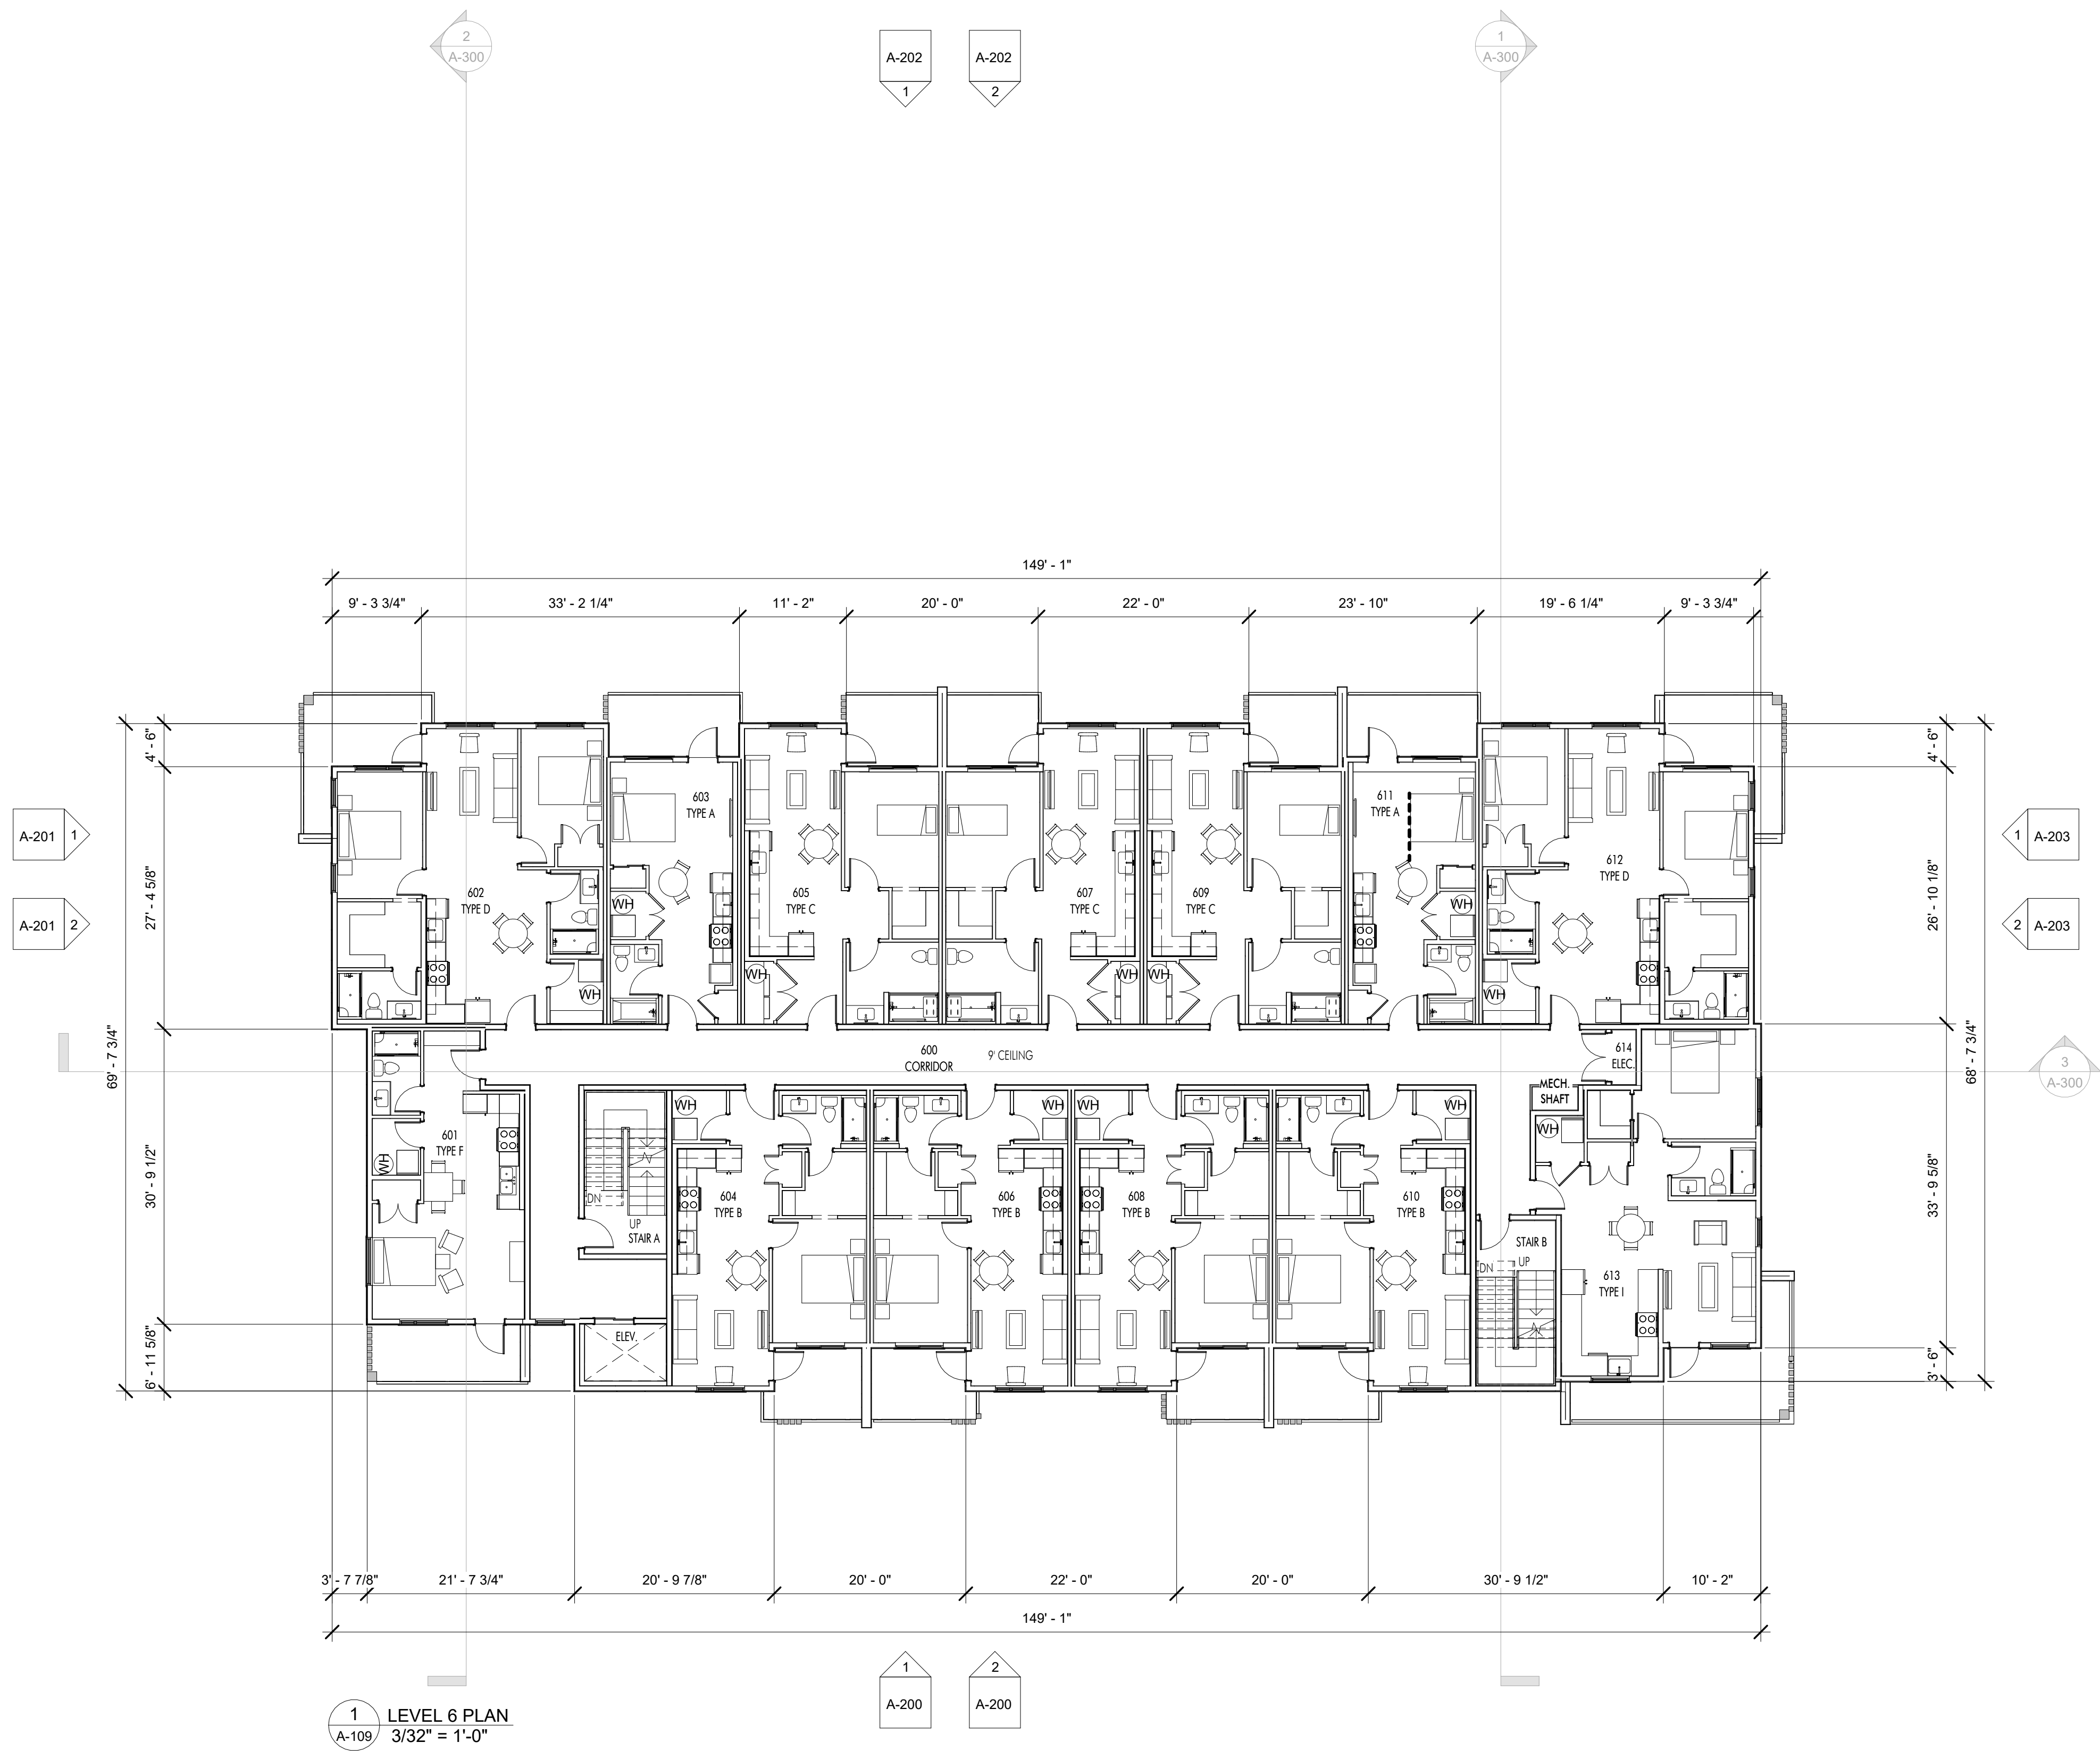 2
A-300
A-202
1
A-202
2
1
A-300
149' - 1"
9' - 3 3/4"
33' - 2 1/4"
11' - 2"
20' - 0"
22' - 0"
23' - 10"
19' - 6 1/4"
9' - 3 3/4"
4' - 6"
4' - 6"
A-201
1
603
TYPE A
611
TYPE A
1
A-203
27' - 4 5/8"
602
TYPE D
WH
605
TYPE C
607
TYPE C
609
TYPE C
WH
612
TYPE D
26' - 10 1/8"
A-201
2
2
A-203
WH
WH
WH
WH
WH
69' - 7 3/4"
600
CORRIDOR
9' CEILING
614
ELEC.
68' - 7 3/4"
3
A-300
MECH.
SHAFT
WH
WH
WH
WH
WH
601
TYPE F
WH
30' - 9 1/2"
DN
UP
STAIR A
604
TYPE B
606
TYPE B
608
TYPE B
610
TYPE B
33' - 9 5/8"
STAIR B
DN
UP
613
TYPE I
ELEV.
6' - 11 5/8"
3' - 6"
3' - 7 7/8"
21' - 7 3/4"
20' - 9 7/8"
20' - 0"
22' - 0"
20' - 0"
30' - 9 1/2"
10' - 2"
149' - 1"
1
A-200
2
A-200
1
A-109
LEVEL 6 PLAN
3/32" = 1'-0"